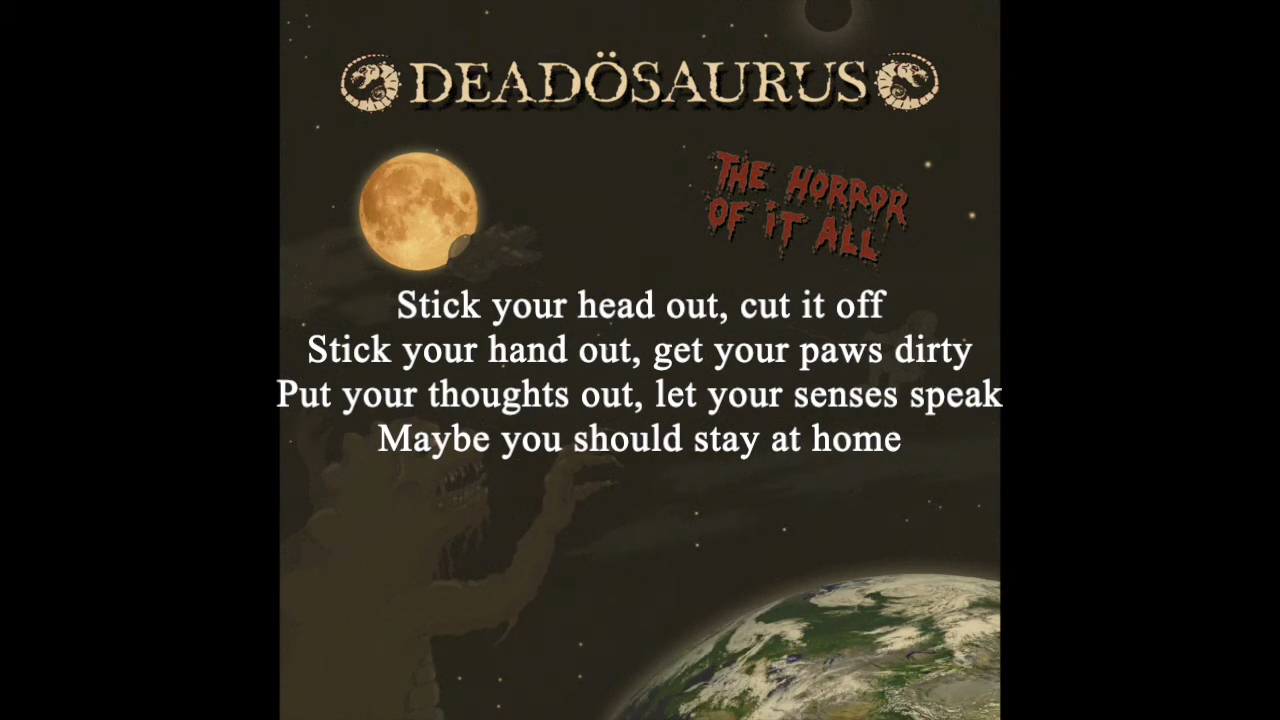 DEADÖSAURUS
THE HORROR
OF iT ALL
Stick your head out, cut it off
Stick your hand out, get your paws dirty
Put your thoughts out, let your senses speak
Maybe you should stay at home